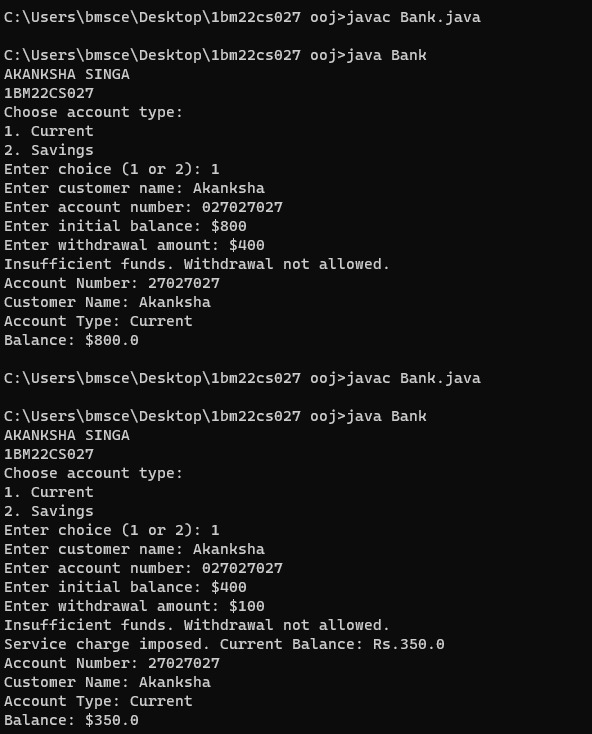 C:\Users\bmsce\Desktop\1bm22cs027 ooj>javac Bank.java
C:\Users\bmsce\Desktop\1bm22cs027 ooj>java Bank
AKANKSHA SINGA
1BM22CS027
Choose account type:
1. Current
2. Savings
Enter choice (1 or 2): 1
Enter customer name: Akanksha
Enter account number: 027027027
Enter initial balance: $800
Enter withdrawal amount: $400
Insufficient funds. Withdrawal not allowed.
Account Number: 27027027
Customer Name: Akanksha
Account Type: Current
Balance: $800.0
C:\Users\bmsce\Desktop\1bm22cs027 ooj>javac Bank.java
C:\Users\bmsce\Desktop\1bm22cs027 ooj>java Bank
AKANKSHA SINGA
1BM22CS027
Choose account type:
1. Current
2. Savings
Enter choice (1 or 2): 1
Enter customer name: Akanksha
Enter account number: 027027027
Enter initial balance: $400
Enter withdrawal amount: $100
Insufficient funds. Withdrawal not allowed.
Service charge imposed. Current Balance: Rs.350.0
Account Number: 27027027
Customer Name: Akanksha
Account Type: Current
Balance: $350.0